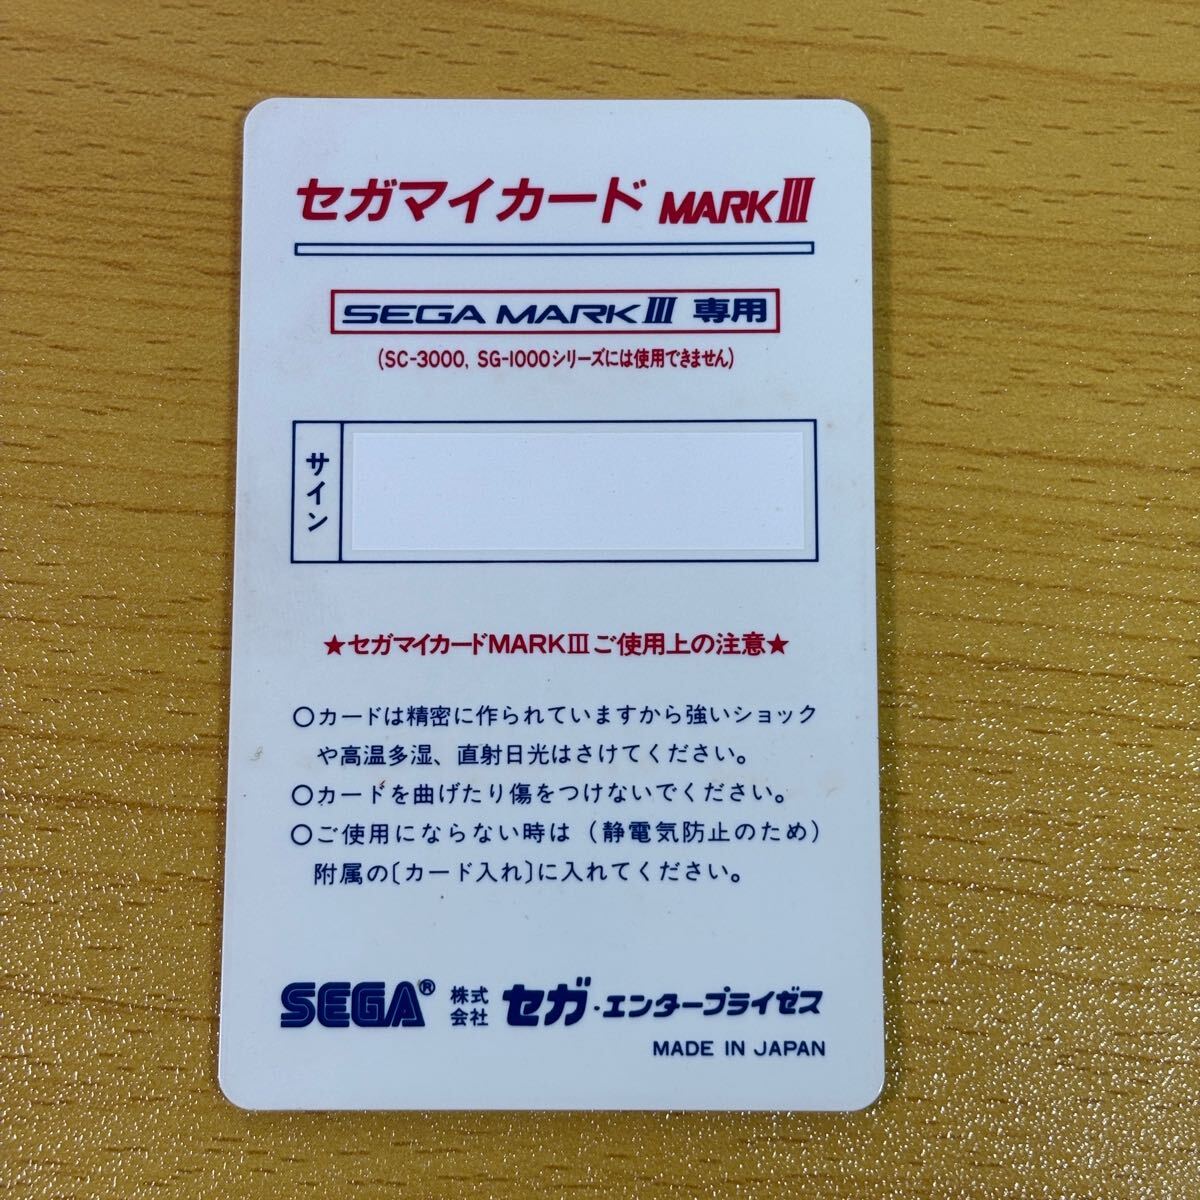 セガマイカード MARKⅢ
SEGA MARKⅢ 専用
(SC-3000, SG-1000シリーズには使用できません)
サイン
★セガマイカードMARKⅢご使用上の注意★
○カードは精密に作られていますから強いショック
や高温多湿、直射日光はさけてください。
○カードを曲げたり傷をつけないでください。
○ご使用にならない時は(静電気防止のため)
附属の〔カード入れ〕に入れてください。
SEGA® 株式会社 セガ・エンタープライゼス
MADE IN JAPAN